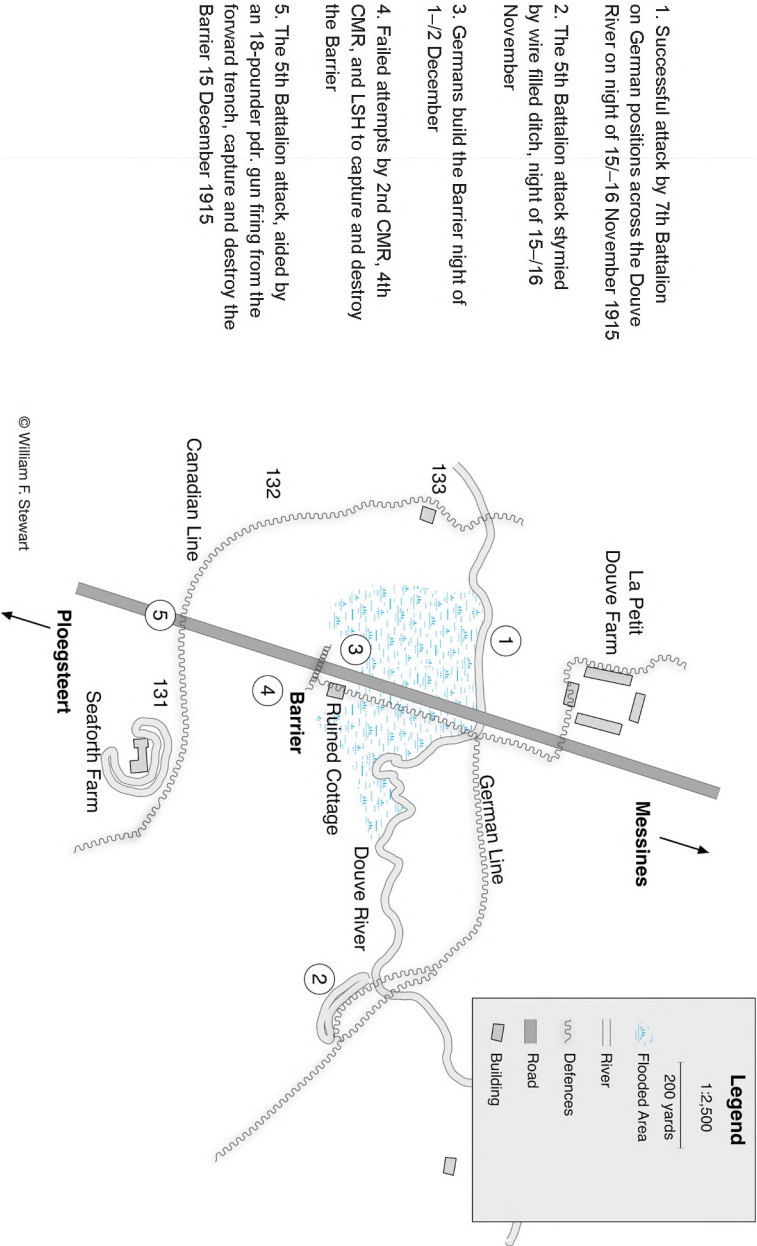 1. Successful attack by 7th Battalion
on German positions across the Douve
River on night of 15/–16 November 1915
2. The 5th Battalion attack stymied
by wire filled ditch, night of 15–/16
November
3. Germans build the Barrier night of
1–/2 December
4. Failed attempts by 2nd CMR, 4th
CMR, and LSH to capture and destroy
the Barrier
5. The 5th Battalion attack, aided by
an 18-pounder pdr. gun firing from the
forward trench, capture and destroy the
Barrier 15 December 1915
La Petit
Douve Farm
Messines
1
133
German Line
3
Ruined Cottage
Douve River
2
132
4
Barrier
Canadian Line
5
131
Seaforth Farm
Ploegsteert
Legend
1:2,500
200 yards
Flooded Area
River
Defences
Road
Building
© William F. Stewart